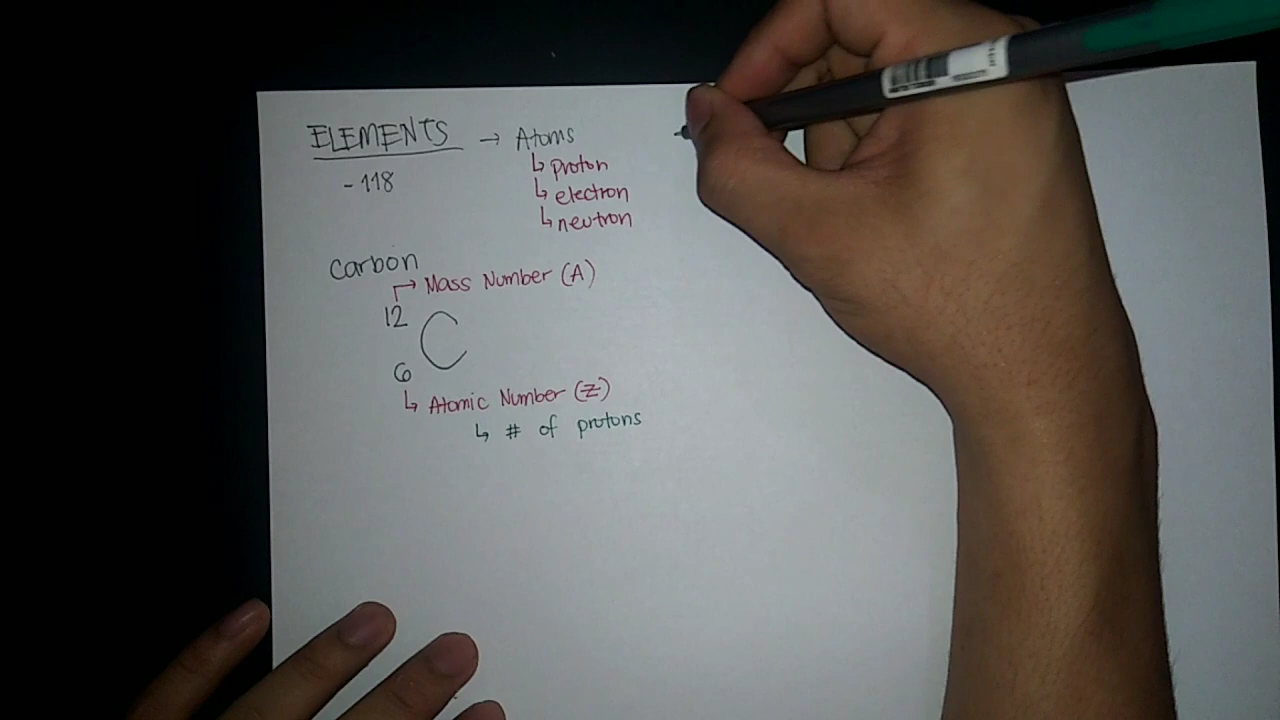 ELEMENTS → Atoms
- 118
↳ proton
↳ electron
↳ neutron
Carbon
↱ Mass Number (A)
12
C
6
↳ Atomic Number (Z)
↳ # of protons